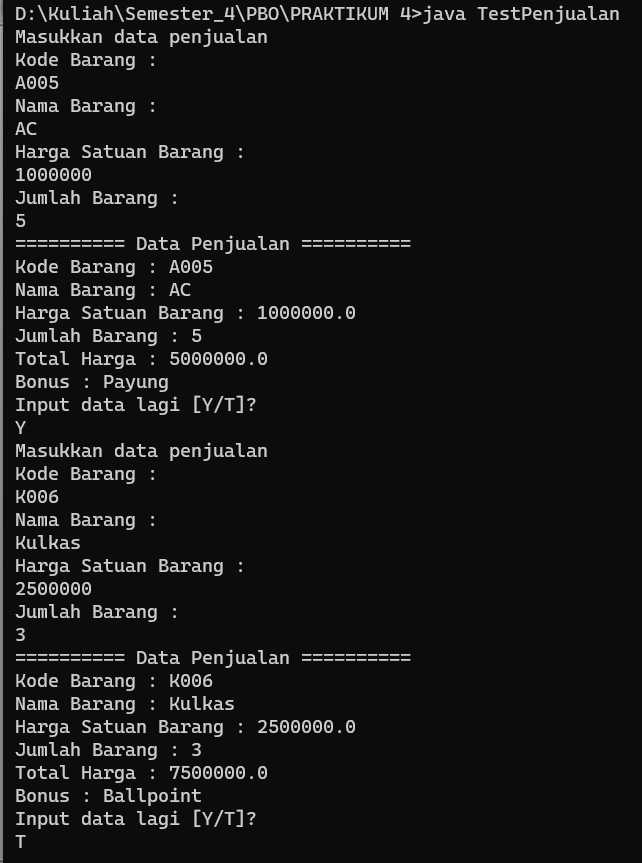 D:\Kuliah\Semester_4\PBO\PRAKTIKUM 4>java TestPenjualan
Masukkan data penjualan
Kode Barang :
A005
Nama Barang :
AC
Harga Satuan Barang :
1000000
Jumlah Barang :
5
========== Data Penjualan ==========
Kode Barang : A005
Nama Barang : AC
Harga Satuan Barang : 1000000.0
Jumlah Barang : 5
Total Harga : 5000000.0
Bonus : Payung
Input data lagi [Y/T]?
Y
Masukkan data penjualan
Kode Barang :
K006
Nama Barang :
Kulkas
Harga Satuan Barang :
2500000
Jumlah Barang :
3
========== Data Penjualan ==========
Kode Barang : K006
Nama Barang : Kulkas
Harga Satuan Barang : 2500000.0
Jumlah Barang : 3
Total Harga : 7500000.0
Bonus : Ballpoint
Input data lagi [Y/T]?
T